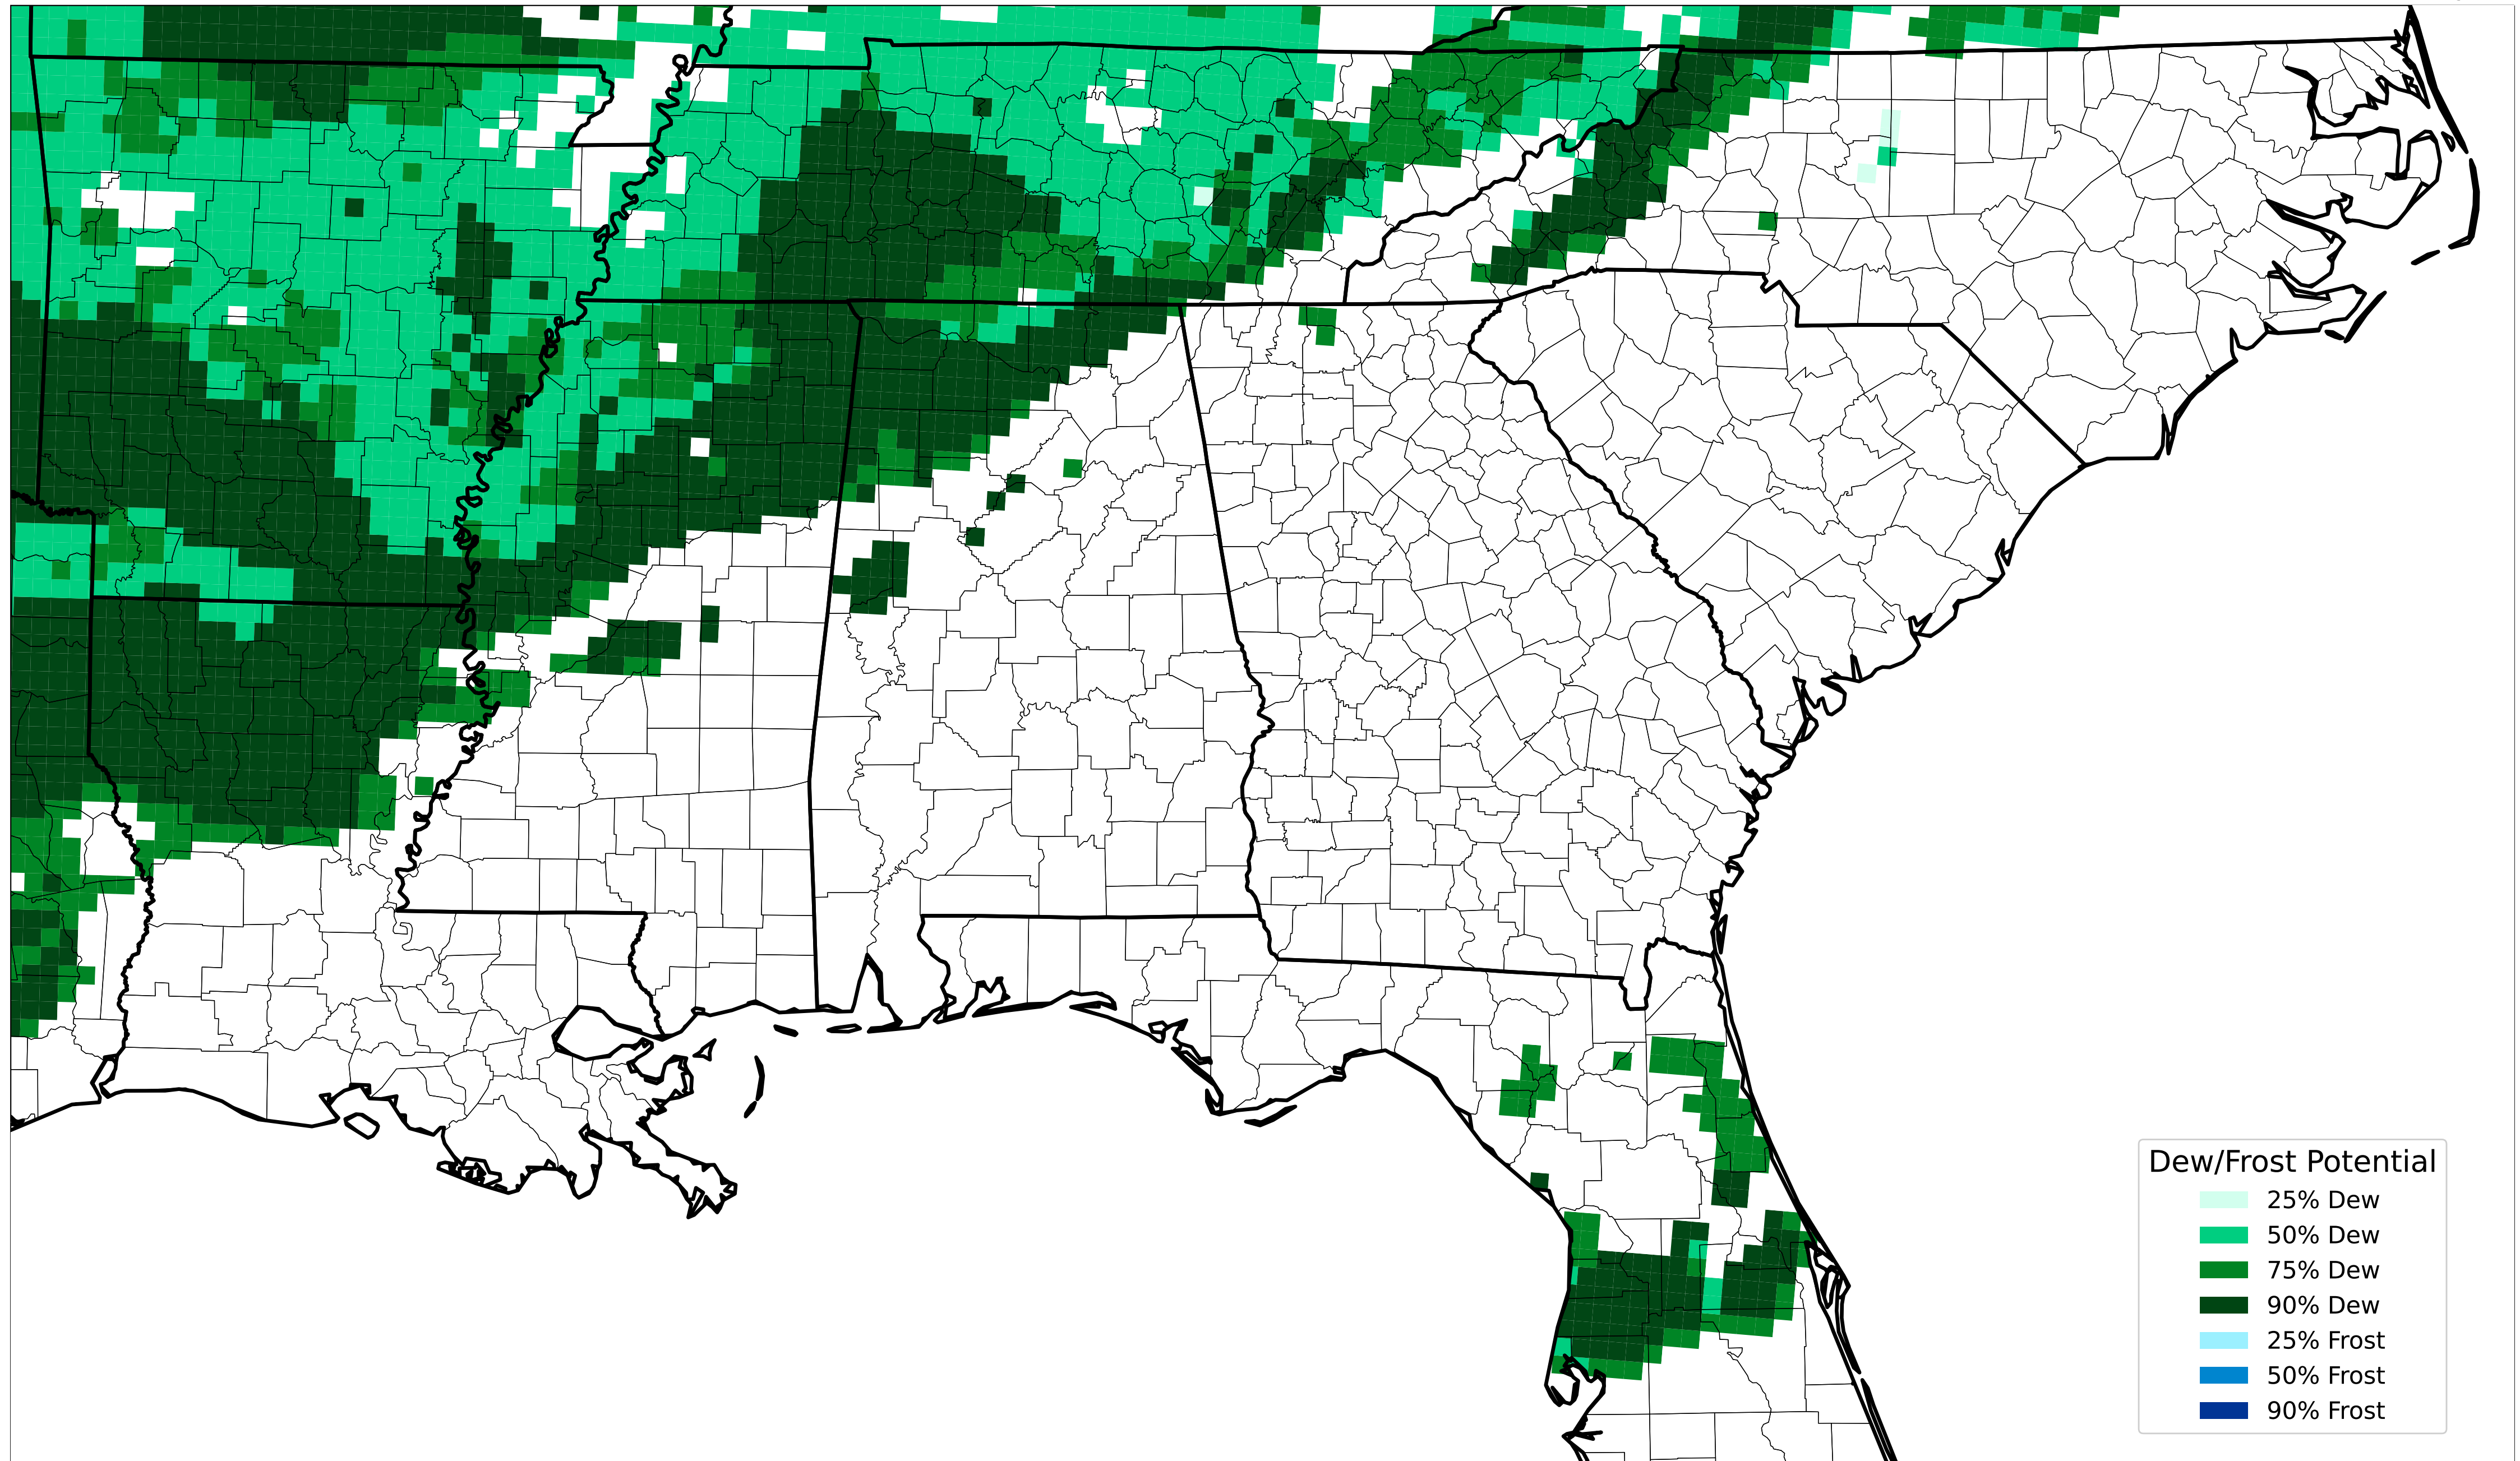 Dew/Frost Potential
25% Dew
50% Dew
75% Dew
90% Dew
25% Frost
50% Frost
90% Frost